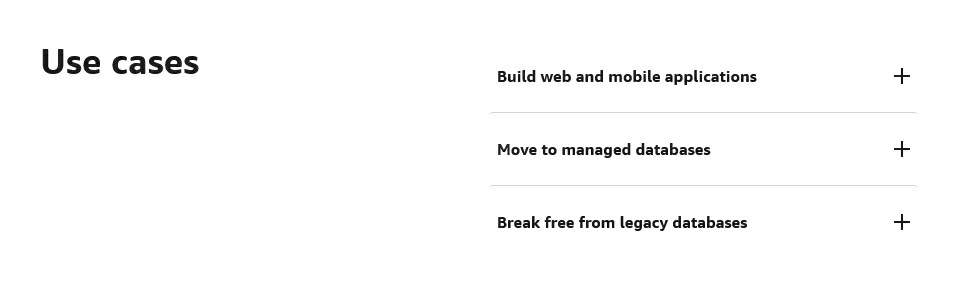 Use cases
Build web and mobile applications
Move to managed databases
Break free from legacy databases